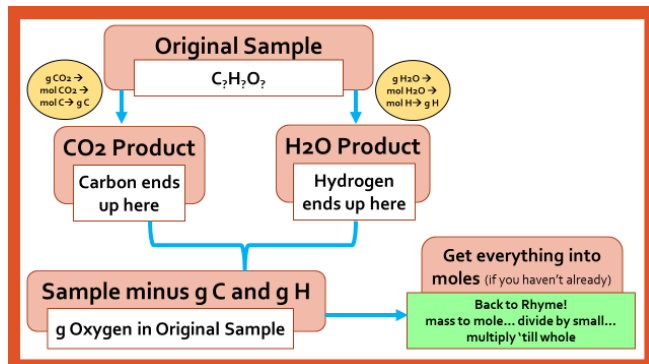 Original Sample
C?H?O?
g CO2 →
mol CO2 →
mol C→ g C
g H2O →
mol H2O →
mol H→ g H
CO2 Product
Carbon ends
up here
H2O Product
Hydrogen
ends up here
Sample minus g C and g H
g Oxygen in Original Sample
Get everything into
moles (if you haven't already)
Back to Rhyme!
mass to mole... divide by small...
multiply 'till whole